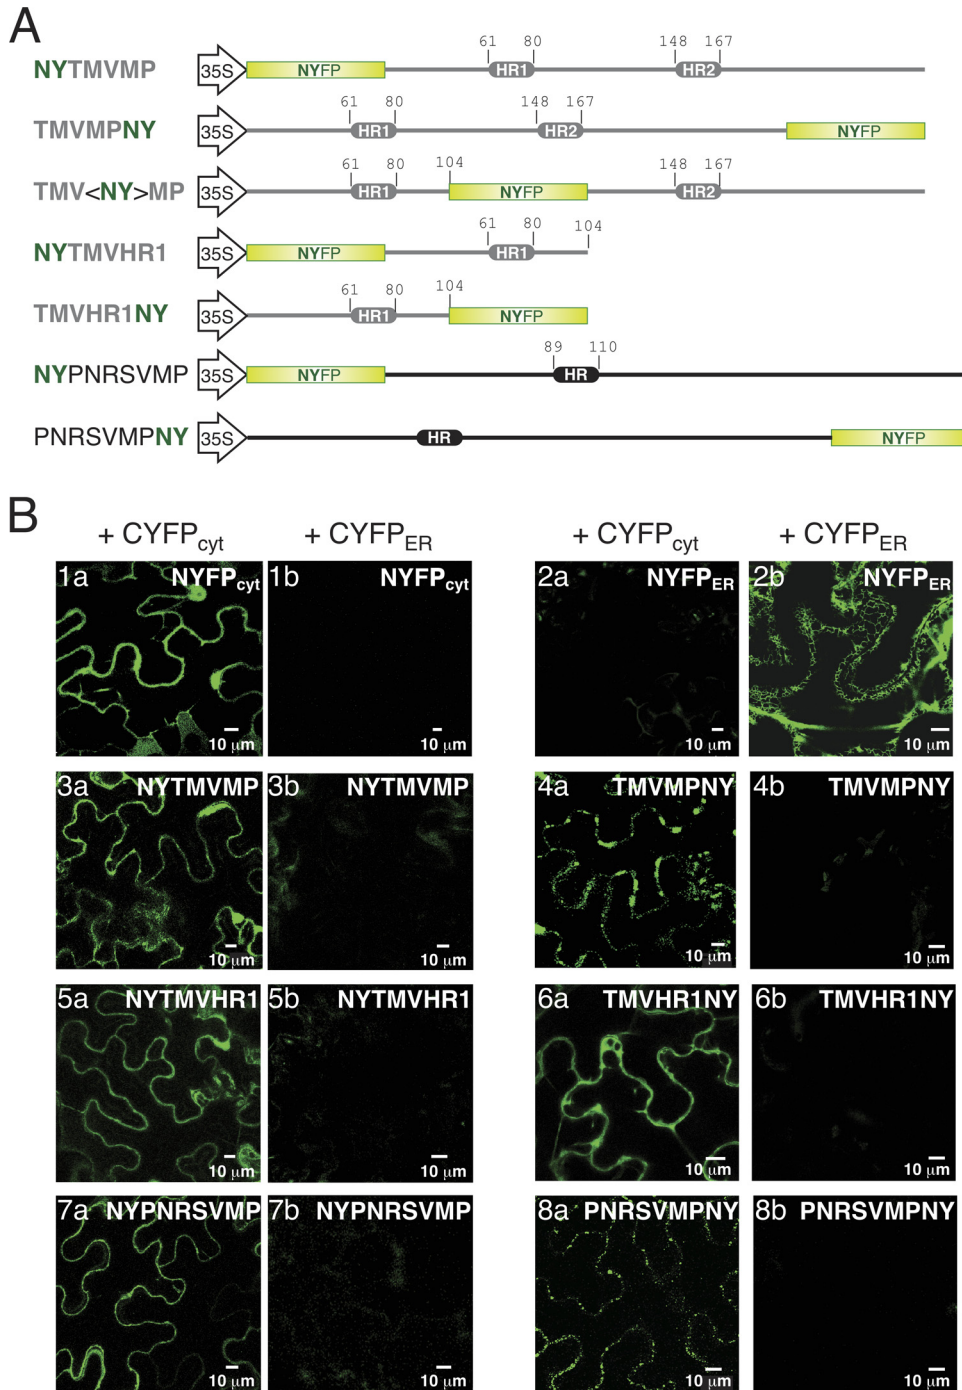 A
NYTMVMP 35S NYFP 61 80 HR1 148 167 HR2
TMVMPNY 35S 61 80 HR1 148 167 HR2 NYFP
TMV<NY>MP 35S 61 80 HR1 104 NYFP 148 167 HR2
NYTMVHR1 35S NYFP 61 80 HR1 104
TMVHR1NY 35S 61 80 HR1 104 NYFP
NYPNRSVMP 35S NYFP 89 110 HR
PNRSVMPNY 35S HR NYFP
B
+ CYFPcyt + CYFPER + CYFPcyt + CYFPER
1a NYFPcyt 1b NYFPcyt 2a NYFPER 2b NYFPER
10 µm 10 µm 10 µm 10 µm
3a NYTMVMP 3b NYTMVMP 4a TMVMPNY 4b TMVMPNY
10 µm 10 µm 10 µm 10 µm
5a NYTMVHR1 5b NYTMVHR1 6a TMVHR1NY 6b TMVHR1NY
10 µm 10 µm 10 µm 10 µm
7a NYPNRSVMP 7b NYPNRSVMP 8a PNRSVMPNY 8b PNRSVMPNY
10 µm 10 µm 10 µm 10 µm